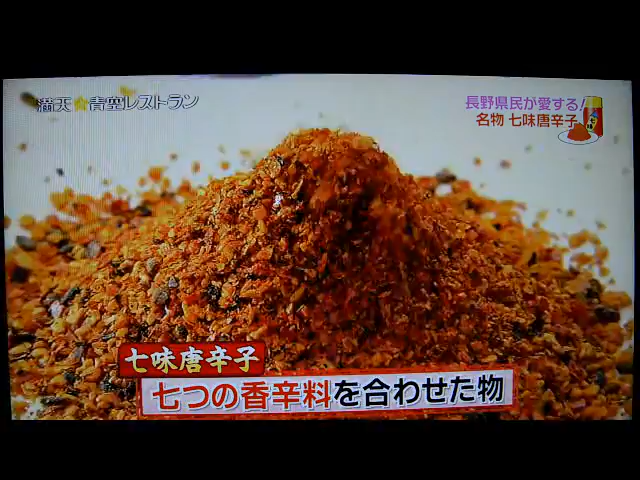 満天☆青空レストラン
長野県民が愛する!
名物 七味唐辛子
七味唐辛子
七つの香辛料を合わせた物